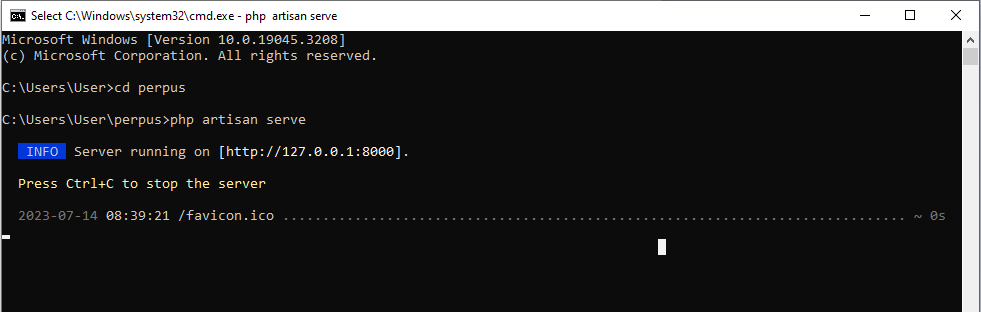 Select C:\Windows\system32\cmd.exe - php  artisan serve
Microsoft Windows [Version 10.0.19045.3208]
(c) Microsoft Corporation. All rights reserved.
C:\Users\User>cd perpus
C:\Users\User\perpus>php artisan serve
INFO  Server running on [http://127.0.0.1:8000].
Press Ctrl+C to stop the server
2023-07-14 08:39:21 /favicon.ico .............................................................................. ~ 0s